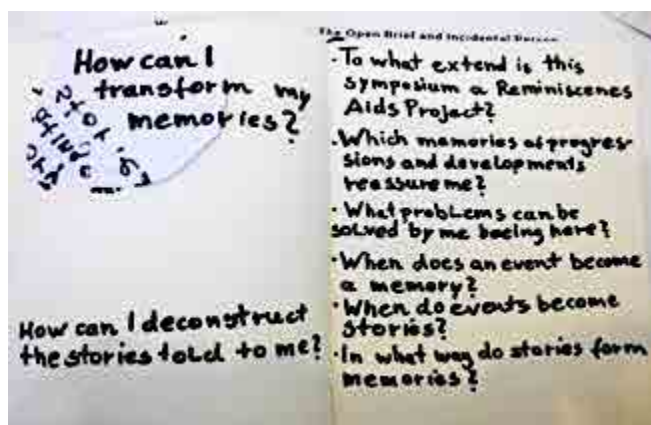 How can I
transform my
memories?
How can I deconstruct
the stories told to me?
The Open Brief and Incidental Person
·To what extend is this
symposium a Reminiscenes
Aids Project?
·Which memories of progres-
sions and developments
reassure me?
·What problems can be
solved by me beeing here?
·When does an event become
a memory?
·When do events become
stories?
·In what way do stories form
memories?